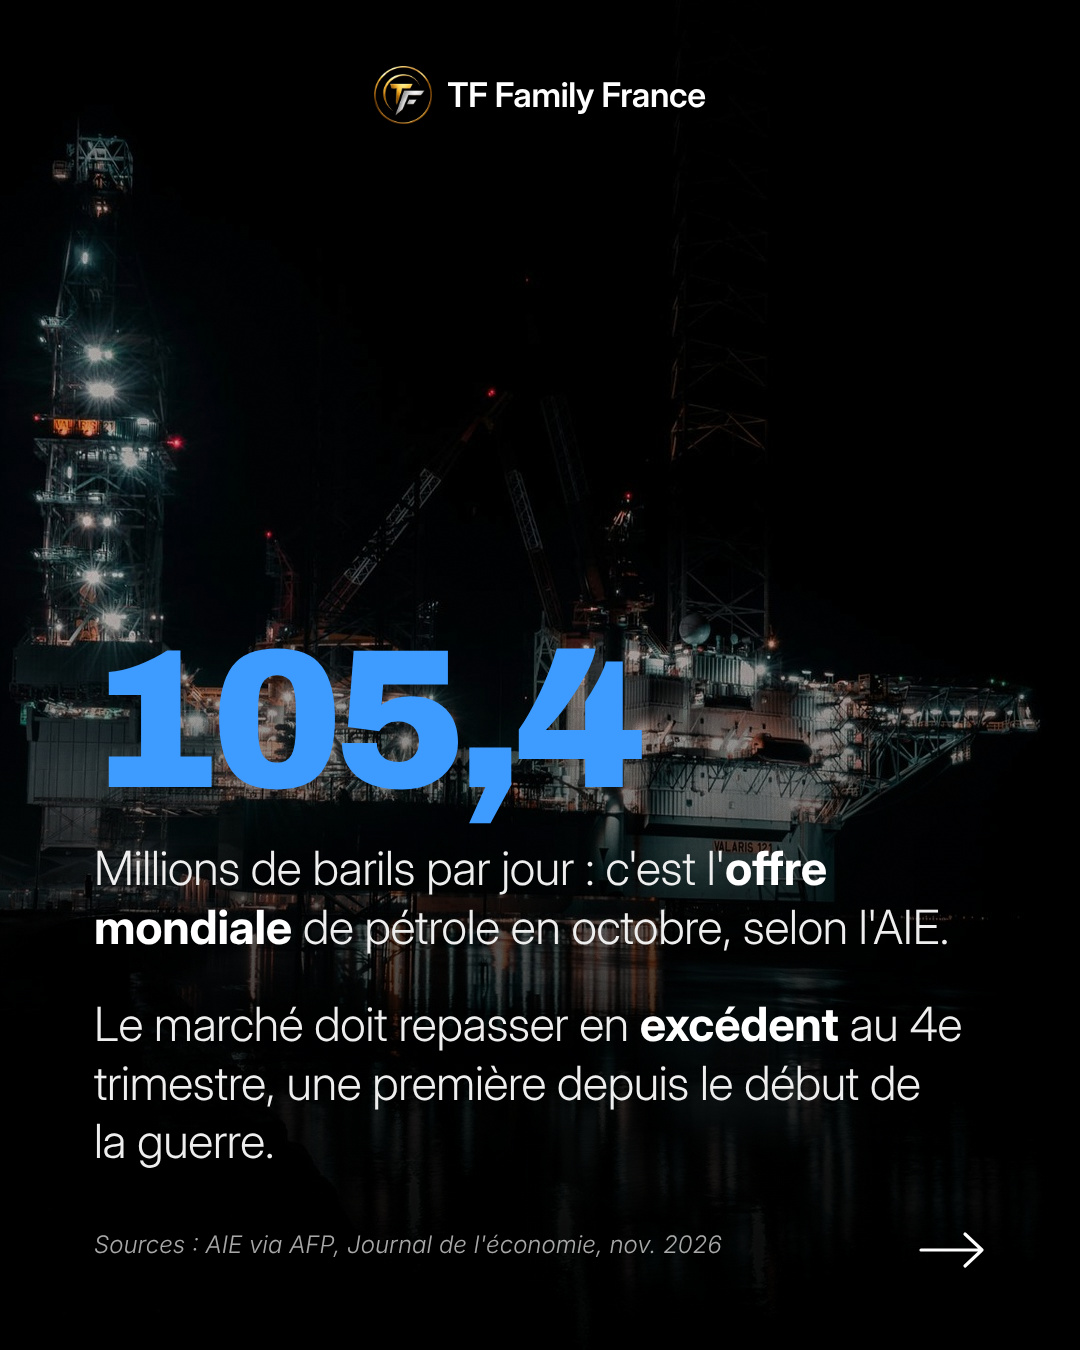 TF Family France
105,4
VALARIS 121
Millions de barils par jour : c'est l'offre
mondiale de pétrole en octobre, selon l'AIE.
Le marché doit repasser en excédent au 4e
trimestre, une première depuis le début de
la guerre.
Sources : AIE via AFP, Journal de l'économie, nov. 2026